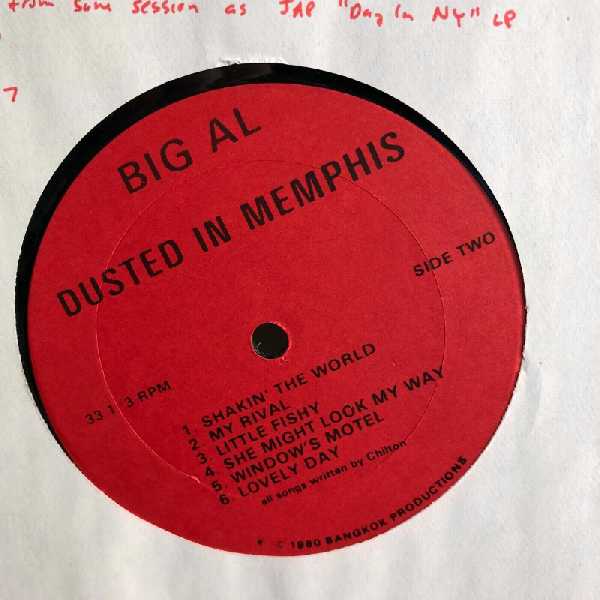 from same session as JAP "Day in NY" LP
7
BIG AL
DUSTED IN MEMPHIS
SIDE TWO
33 1/3 RPM
1. SHAKIN' THE WORLD
2. MY RIVAL
3. LITTLE FISHY
4. SHE MIGHT LOOK MY WAY
5. WINDOW'S MOTEL
6. LOVELY DAY
all songs written by Chilton
© 1980 BANGKOK PRODUCTIONS